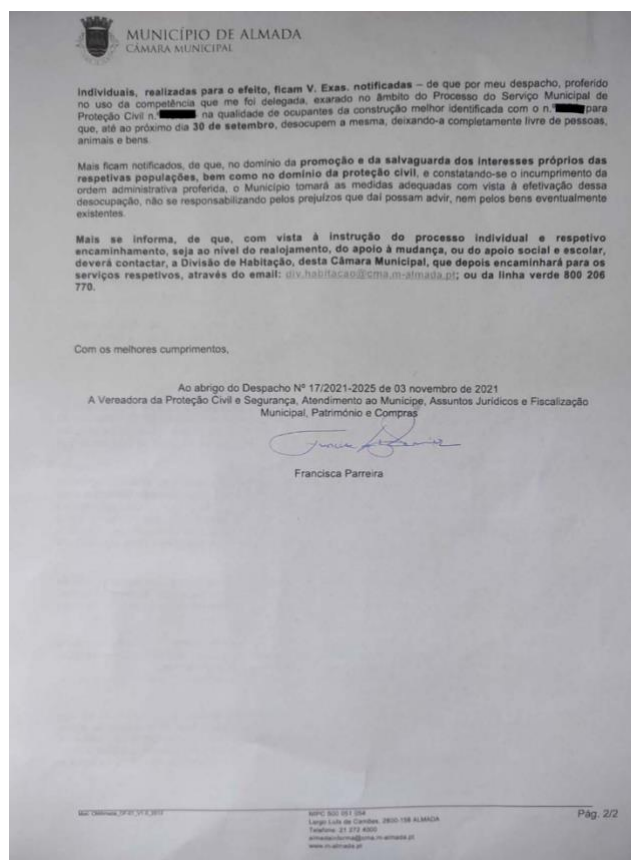 MUNICÍPIO DE ALMADA
CÂMARA MUNICIPAL
individuais, realizadas para o efeito, ficam V. Exas. notificadas – de que por meu despacho, proferido
no uso da competência que me foi delegada, exarado no âmbito do Processo do Serviço Municipal de
Proteção Civil n.º na qualidade de ocupantes da construção melhor identificada com o n.º para
que, até ao próximo dia 30 de setembro, desocupem a mesma, deixando-a completamente livre de pessoas,
animais e bens.
Mais ficam notificados, de que, no domínio da promoção e da salvaguarda dos interesses próprios das
respetivas populações, bem como no domínio da proteção civil, e constatando-se o incumprimento da
ordem administrativa proferida, o Município tomará as medidas adequadas com vista à efetivação dessa
desocupação, não se responsabilizando pelos prejuízos que daí possam advir, nem pelos bens eventualmente
existentes.
Mais se informa, de que, com vista à instrução do processo individual e respetivo
encaminhamento, seja ao nível do realojamento, do apoio à mudança, ou do apoio social e escolar,
deverá contactar, a Divisão de Habitação, desta Câmara Municipal, que depois encaminhará para os
serviços respetivos, através do email: div.habitacao@cma.m-almada.pt; ou da linha verde 800 206
770.
Com os melhores cumprimentos,
Ao abrigo do Despacho Nº 17/2021-2025 de 03 novembro de 2021
A Vereadora da Proteção Civil e Segurança, Atendimento ao Munícipe, Assuntos Jurídicos e Fiscalização
Municipal, Património e Compras
Francisca Parreira
Largo Luís de Camões, 2800-158 ALMADA
Telefone: 21 272 4000
almadainforma@cma.m-almada.pt
www.m-almada.pt
Pág. 2/2